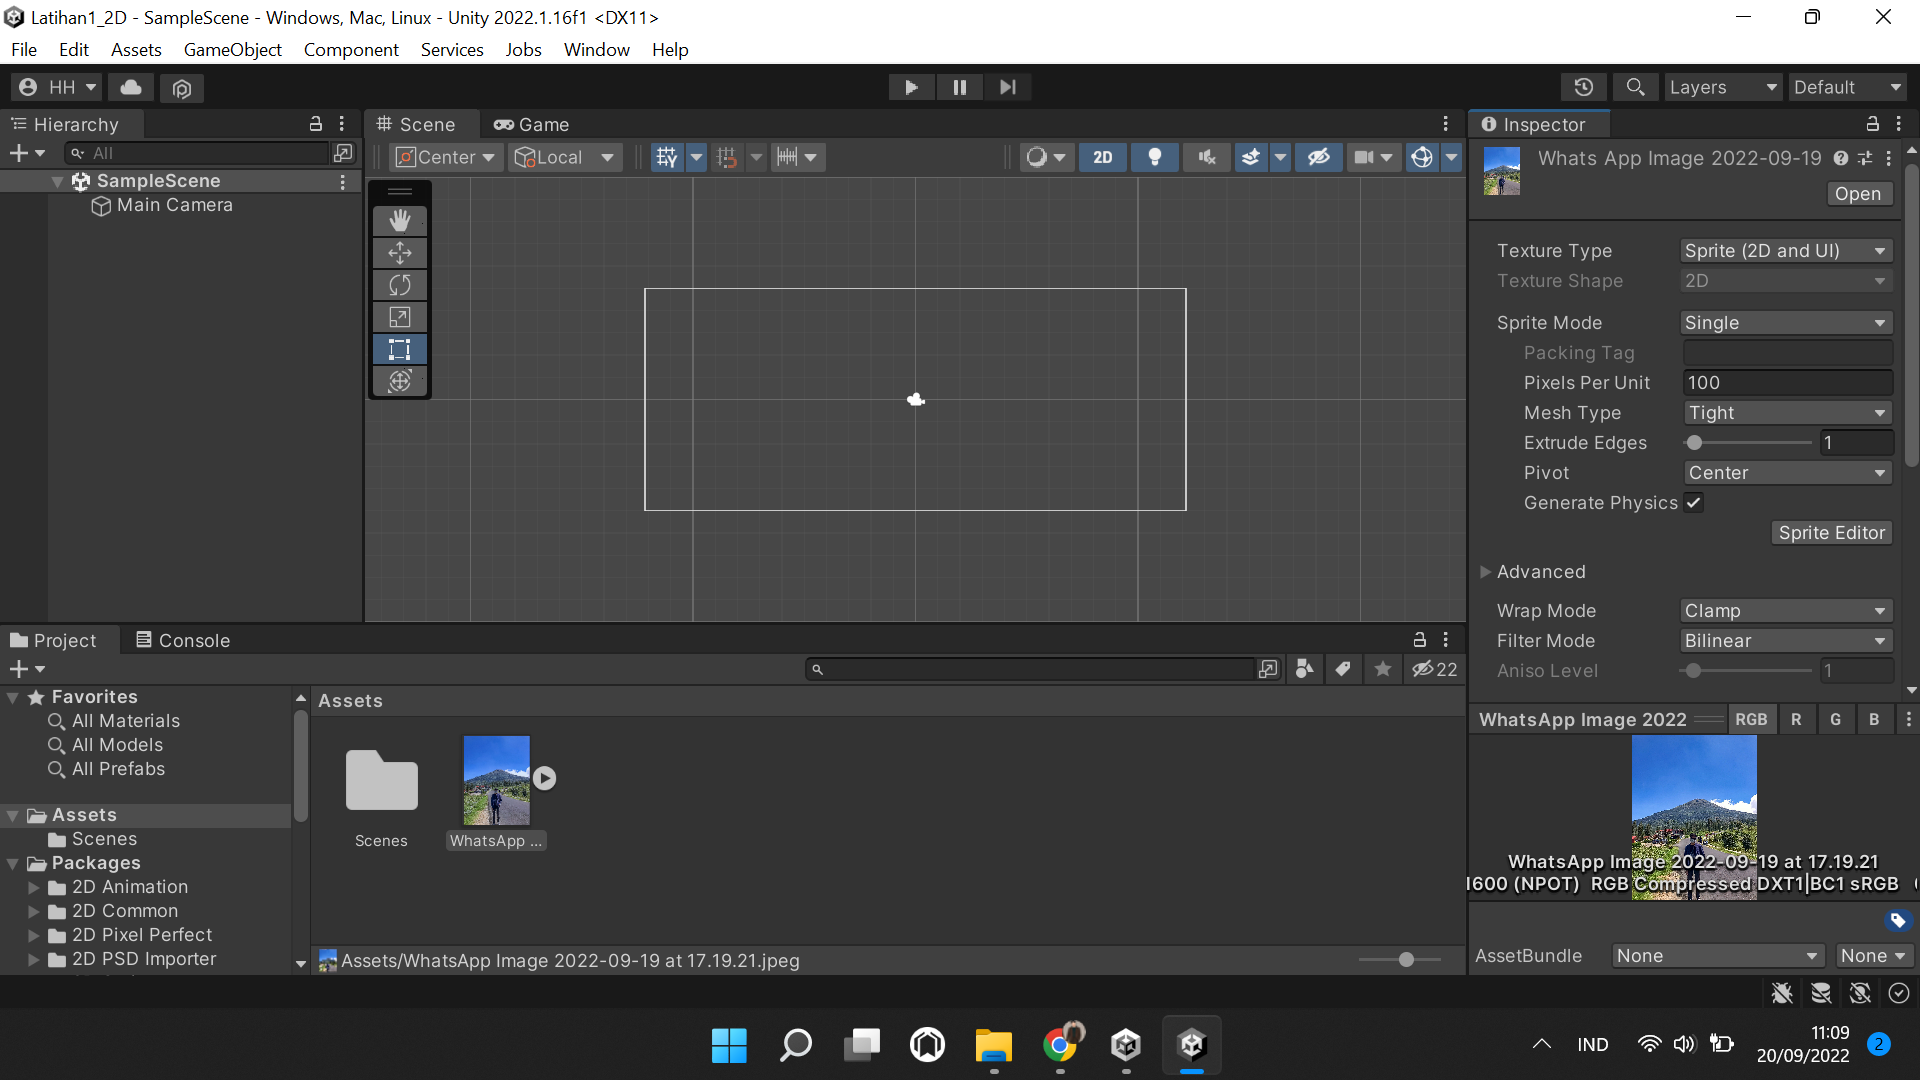 Latihan1_2D - SampleScene - Windows, Mac, Linux - Unity 2022.1.16f1 <DX11>
File Edit Assets GameObject Component Services Jobs Window Help
HH Layers Default
Hierarchy
All
SampleScene
Main Camera
Scene Game
Center Local 2D
Inspector
Whats App Image 2022-09-19
Open
Texture Type Sprite (2D and UI)
Texture Shape 2D
Sprite Mode Single
Packing Tag
Pixels Per Unit 100
Mesh Type Tight
Extrude Edges 1
Pivot Center
Generate Physics
Sprite Editor
Advanced
Wrap Mode Clamp
Filter Mode Bilinear
Aniso Level 1
Project Console
22
Favorites
All Materials
All Models
All Prefabs
Assets
Scenes
Packages
2D Animation
2D Common
2D Pixel Perfect
2D PSD Importer
Assets
Scenes
WhatsApp ...
Assets/WhatsApp Image 2022-09-19 at 17.19.21.jpeg
WhatsApp Image 2022 RGB R G B
WhatsApp Image 2022-09-19 at 17.19.21
1600 (NPOT) RGB Compressed DXT1|BC1 sRGB
AssetBundle None None
IND
11:09
20/09/2022
2